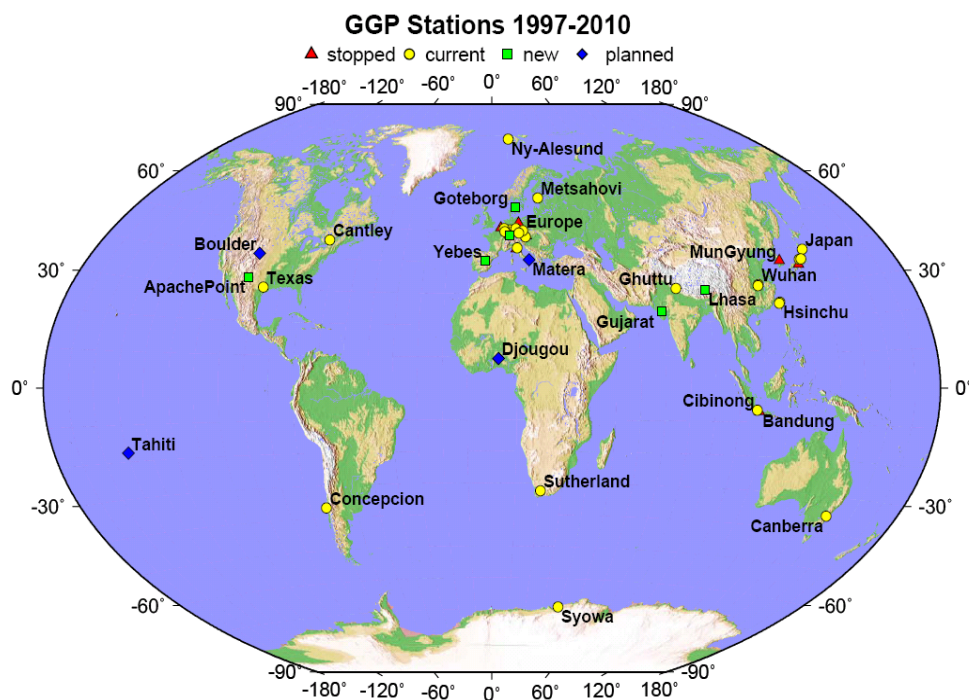 GGP Stations 1997-2010
stopped current new planned
-180° -120° -60° 0° 60° 120° 180°
90° 90°
60° 60°
30° 30°
0° 0°
-30° -30°
-60° -60°
-90° -90°
-180° -120° -60° 0° 60° 120° 180°
Ny-Alesund
Metsahovi
Goteborg
Europe
Cantley
Boulder
Yebes
Matera
MunGyung
Japan
Ghuttu
Wuhan
ApachePoint
Texas
Lhasa
Hsinchu
Gujarat
Djougou
Cibinong
Bandung
Tahiti
Sutherland
Concepcion
Canberra
Syowa